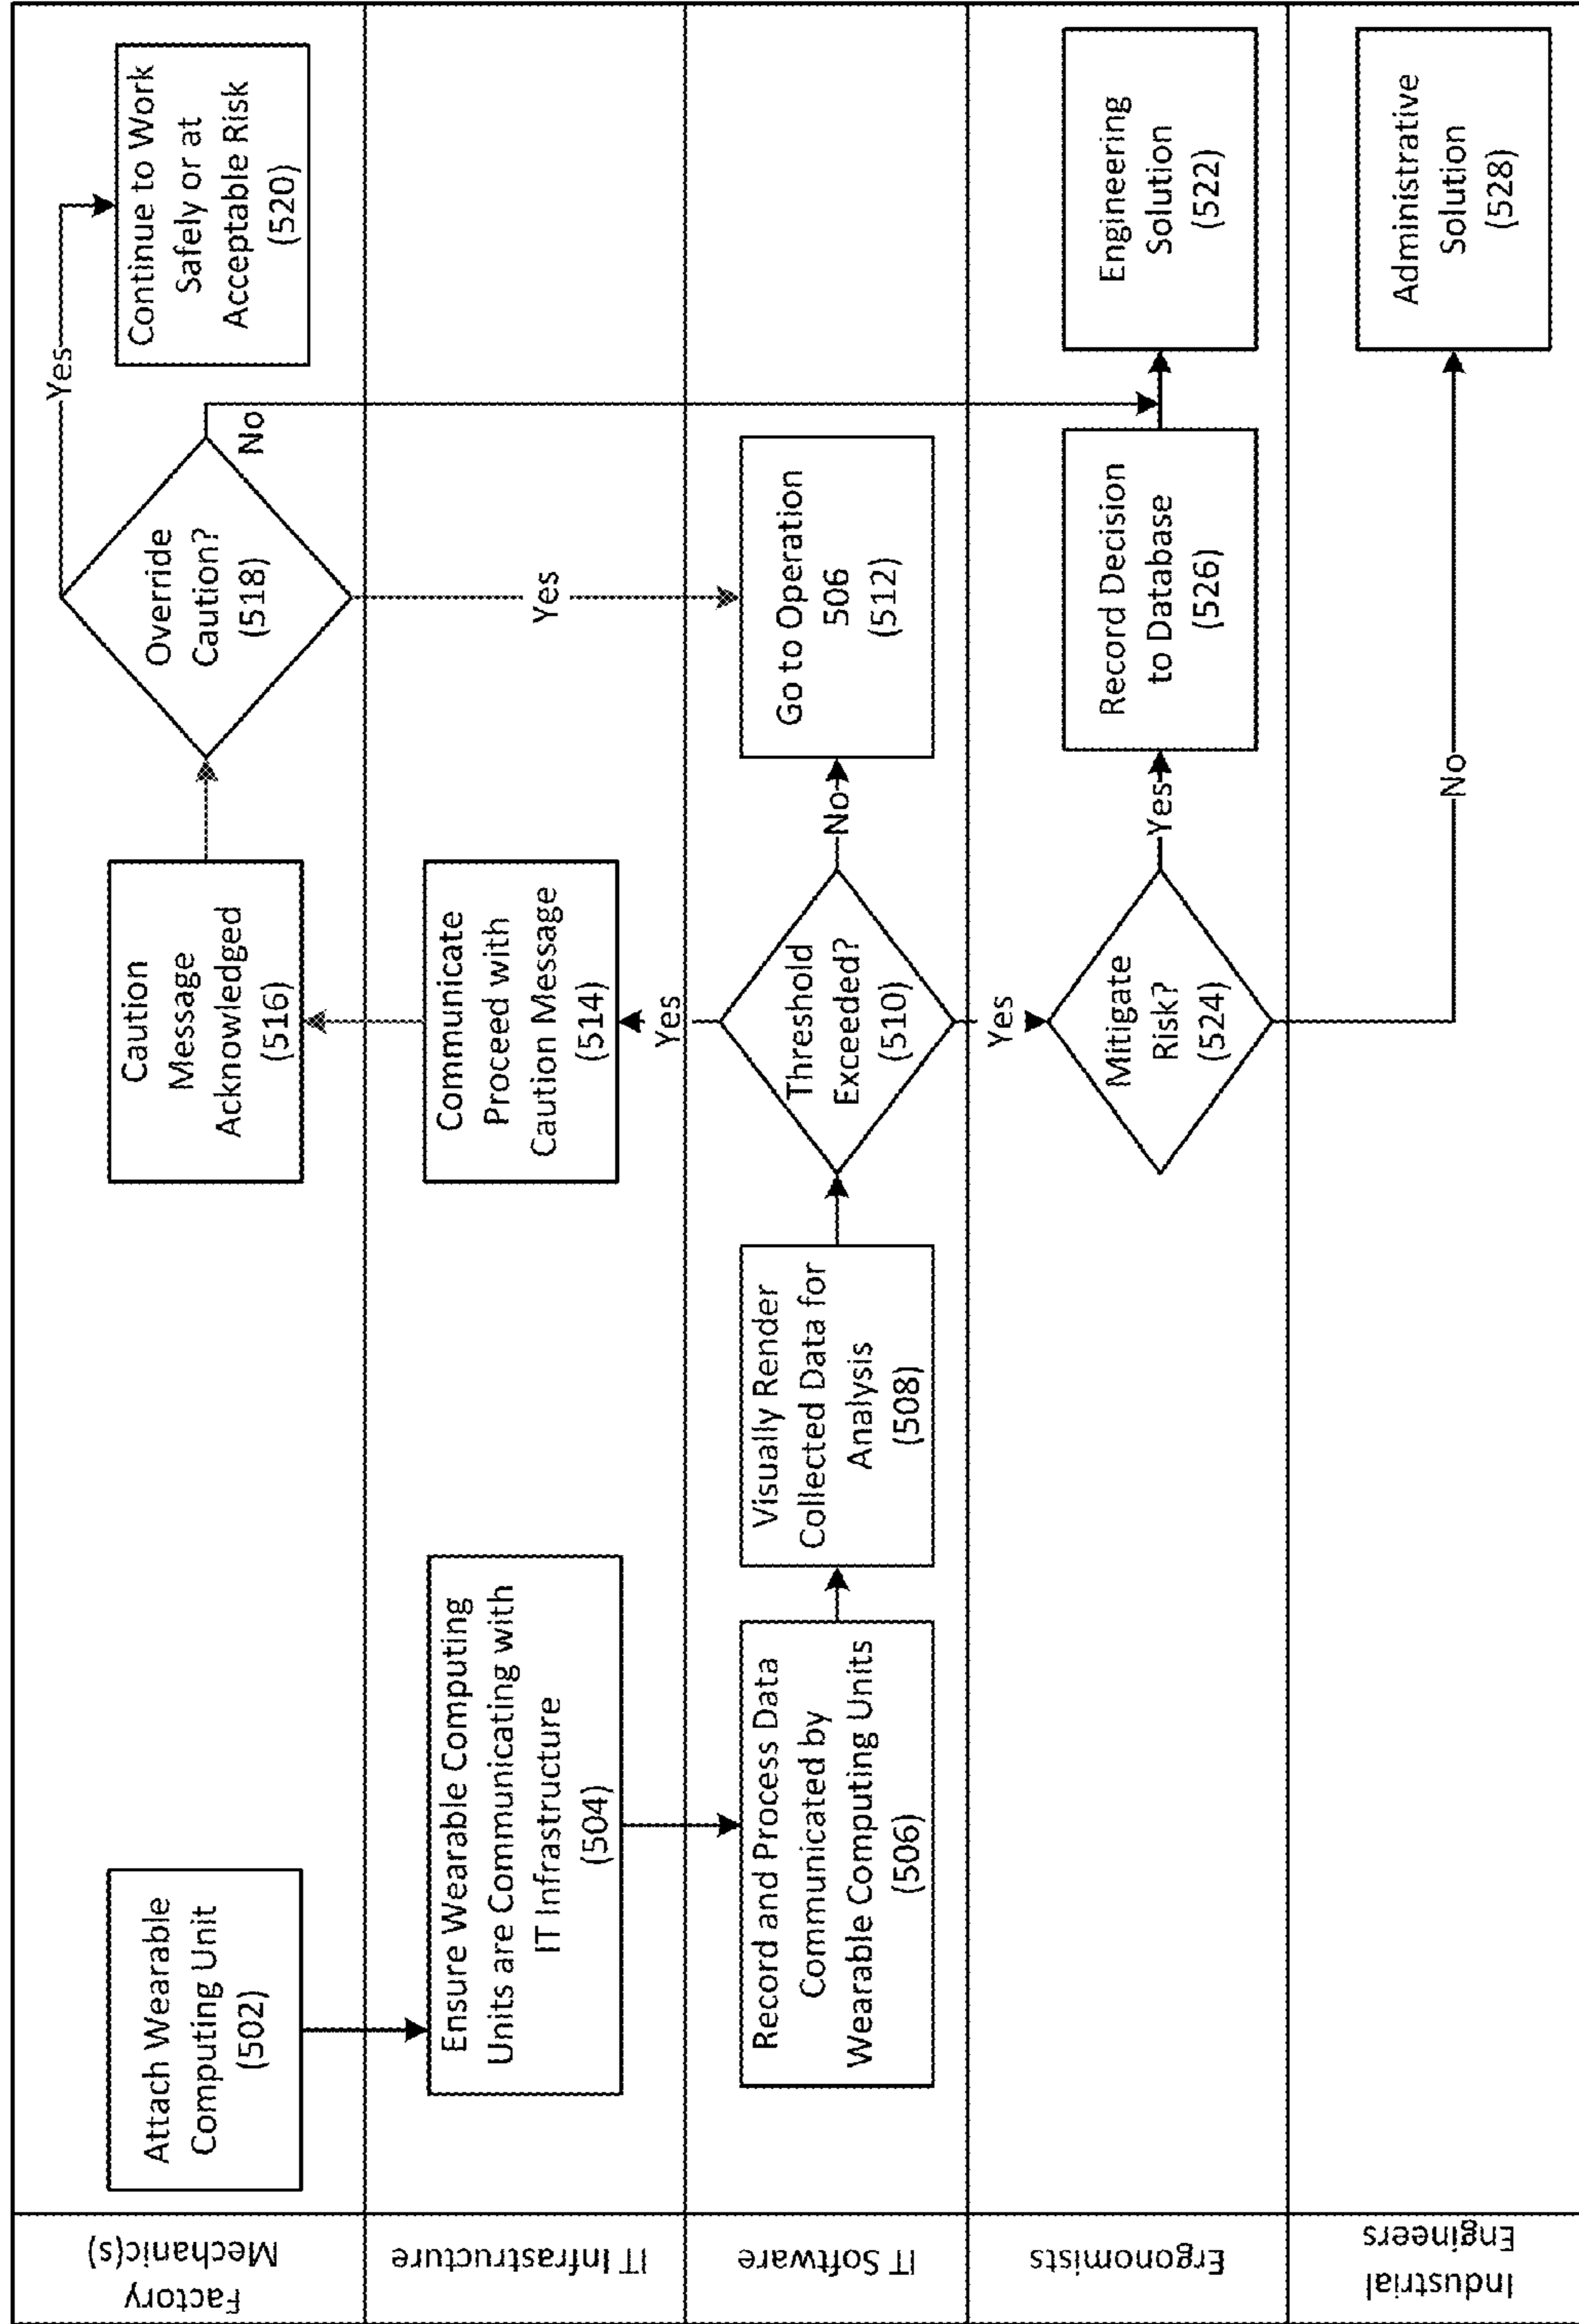 Factory
Mechanic(s)
Attach Wearable
Computing Unit
(502)
Caution
Message
Acknowledged
(516)
Override
Caution?
(518)
Yes
No
Continue to Work
Safely or at
Acceptable Risk
(520)
IT Infrastructure
Ensure Wearable Computing
Units are Communicating with
IT Infrastructure
(504)
Communicate
Proceed with
Caution Message
(514)
Yes
Yes
IT Software
Record and Process Data
Communicated by
Wearable Computing Units
(506)
Visually Render
Collected Data for
Analysis
(508)
Threshold
Exceeded?
(510)
No
Go to Operation
506
(512)
Ergonomists
Yes
Mitigate
Risk?
(524)
Yes
Record Decision
to Database
(526)
Engineering
Solution
(522)
Industrial
Engineers
No
Administrative
Solution
(528)